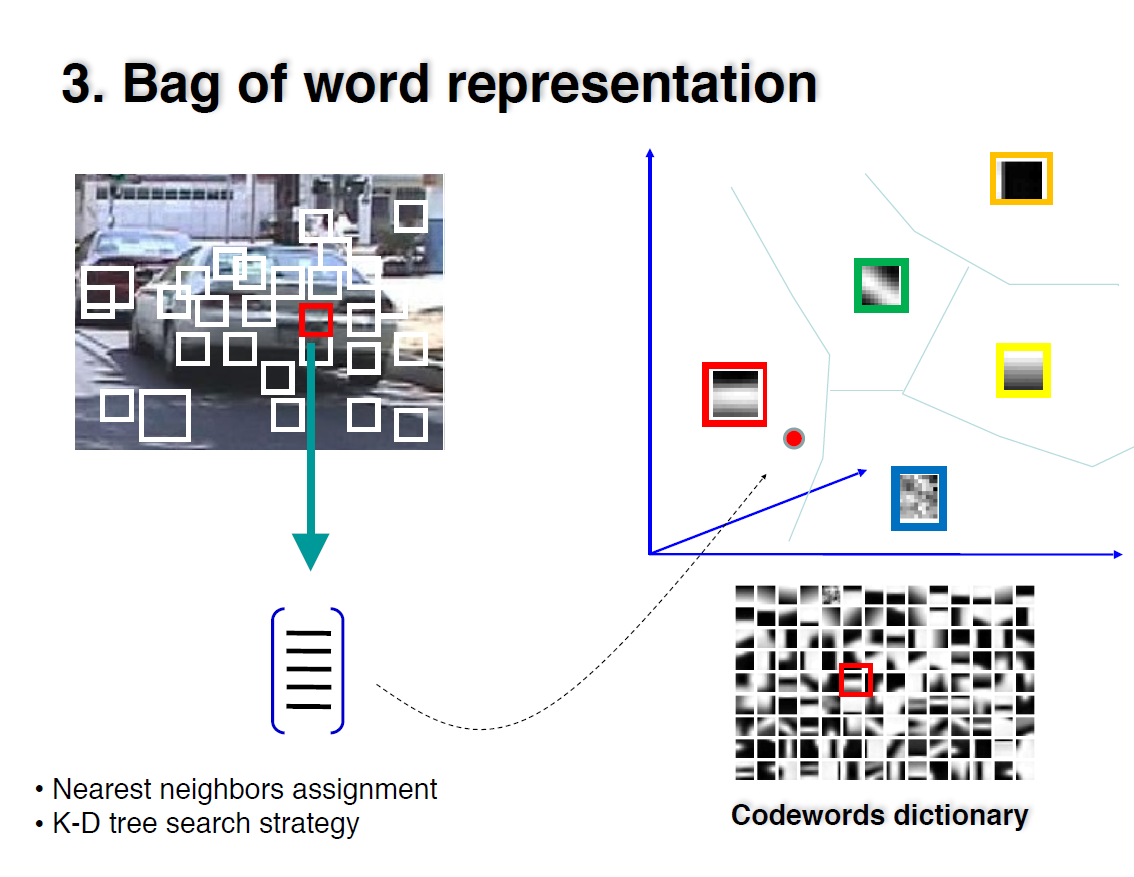 3. Bag of word representation
• Nearest neighbors assignment
• K-D tree search strategy
Codewords dictionary